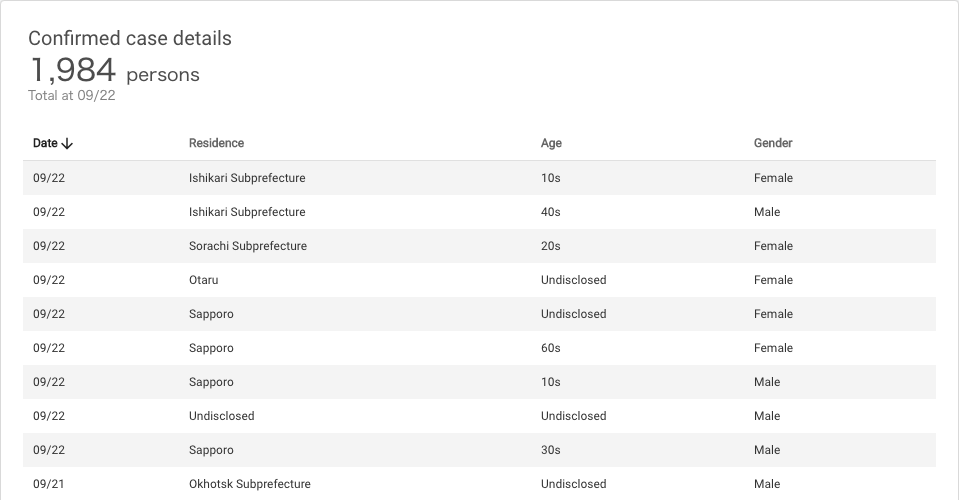 Confirmed case details
1,984 persons
Total at 09/22
Date Residence Age Gender
09/22 Ishikari Subprefecture 10s Female
09/22 Ishikari Subprefecture 40s Male
09/22 Sorachi Subprefecture 20s Female
09/22 Otaru Undisclosed Female
09/22 Sapporo Undisclosed Female
09/22 Sapporo 60s Female
09/22 Sapporo 10s Male
09/22 Undisclosed Undisclosed Male
09/22 Sapporo 30s Male
09/21 Okhotsk Subprefecture Undisclosed Male